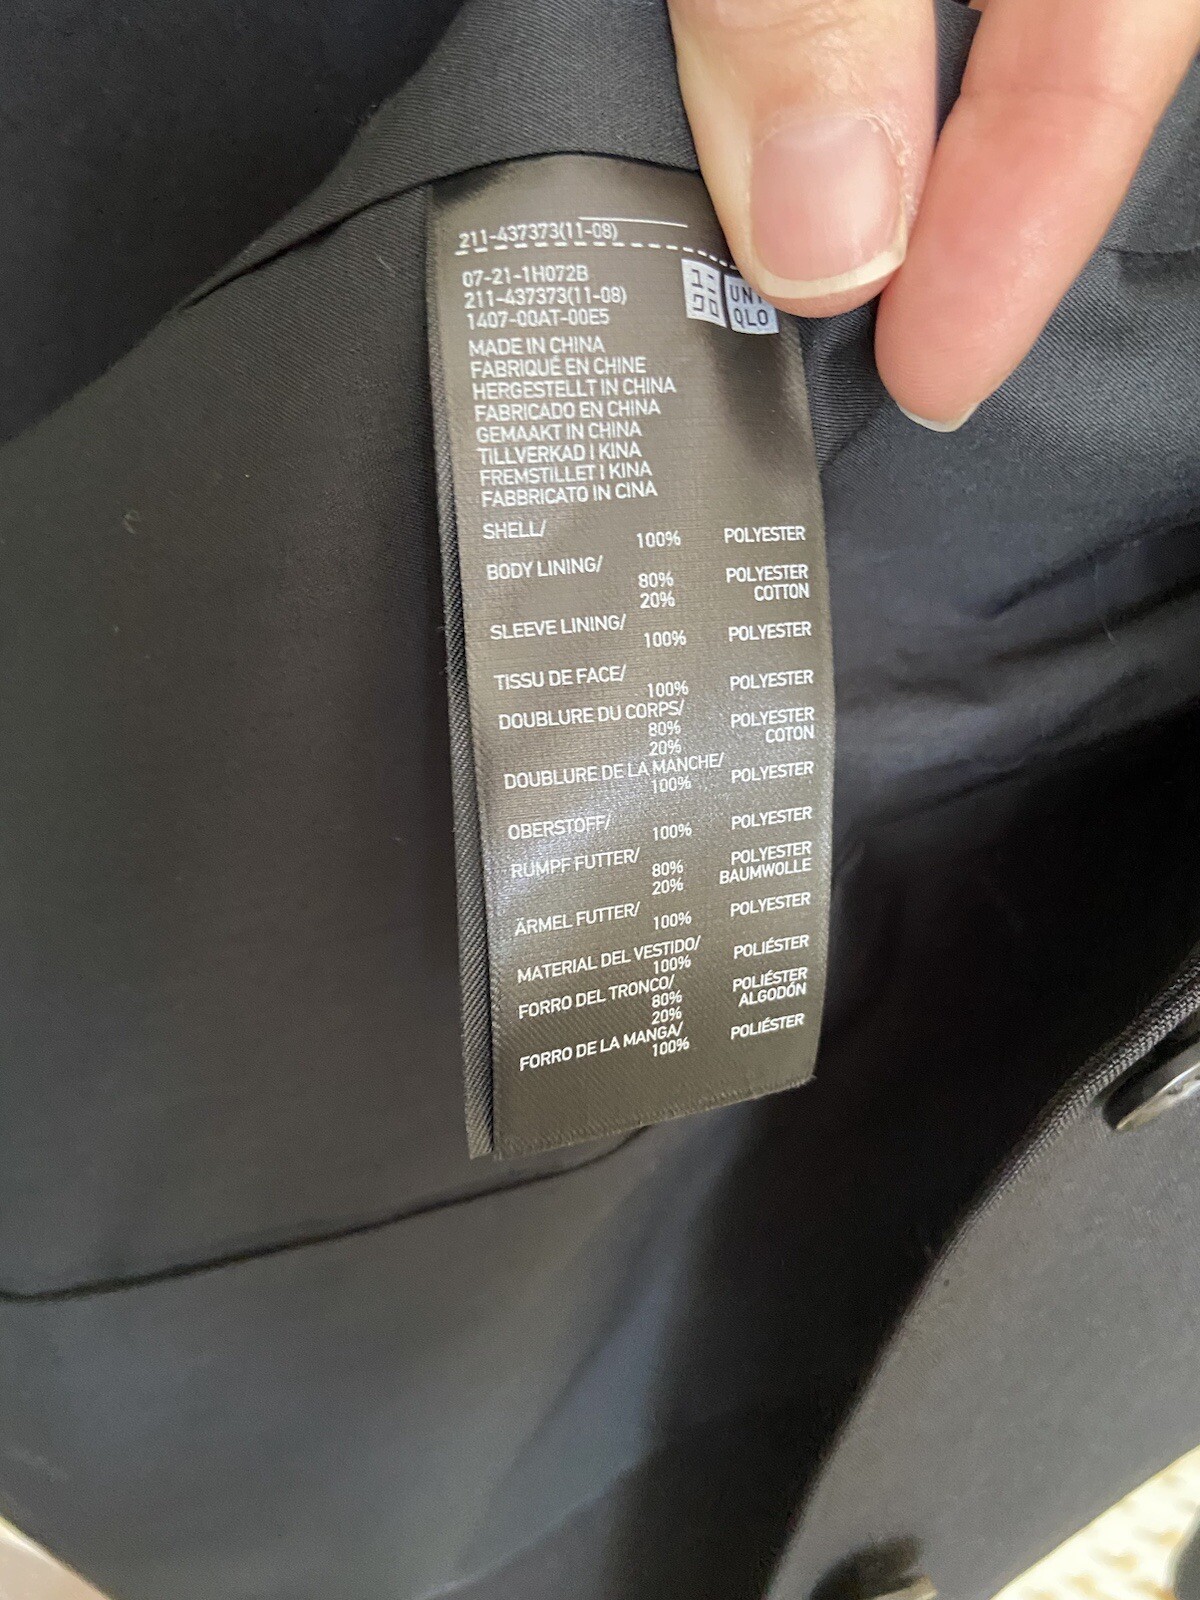 211-437373(11-08)
07-21-1H072B
211-437373(11-08)
1407-00AT-00E5
ユニ
クロ
UNI
QLO
MADE IN CHINA
FABRIQUÉ EN CHINE
HERGESTELLT IN CHINA
FABRICADO EN CHINA
GEMAAKT IN CHINA
TILLVERKAD I KINA
FREMSTILLET I KINA
FABBRICATO IN CINA
SHELL/
100% POLYESTER
BODY LINING/
80% POLYESTER
20% COTTON
SLEEVE LINING/
100% POLYESTER
TISSU DE FACE/
100% POLYESTER
DOUBLURE DU CORPS/
80% POLYESTER
20% COTON
DOUBLURE DE LA MANCHE/
100% POLYESTER
OBERSTOFF/
100% POLYESTER
RUMPF FUTTER/
80% POLYESTER
20% BAUMWOLLE
ÄRMEL FUTTER/
100% POLYESTER
MATERIAL DEL VESTIDO/
100% POLIÉSTER
FORRO DEL TRONCO/
80% POLIÉSTER
20% ALGODÓN
FORRO DE LA MANGA/
100% POLIÉSTER